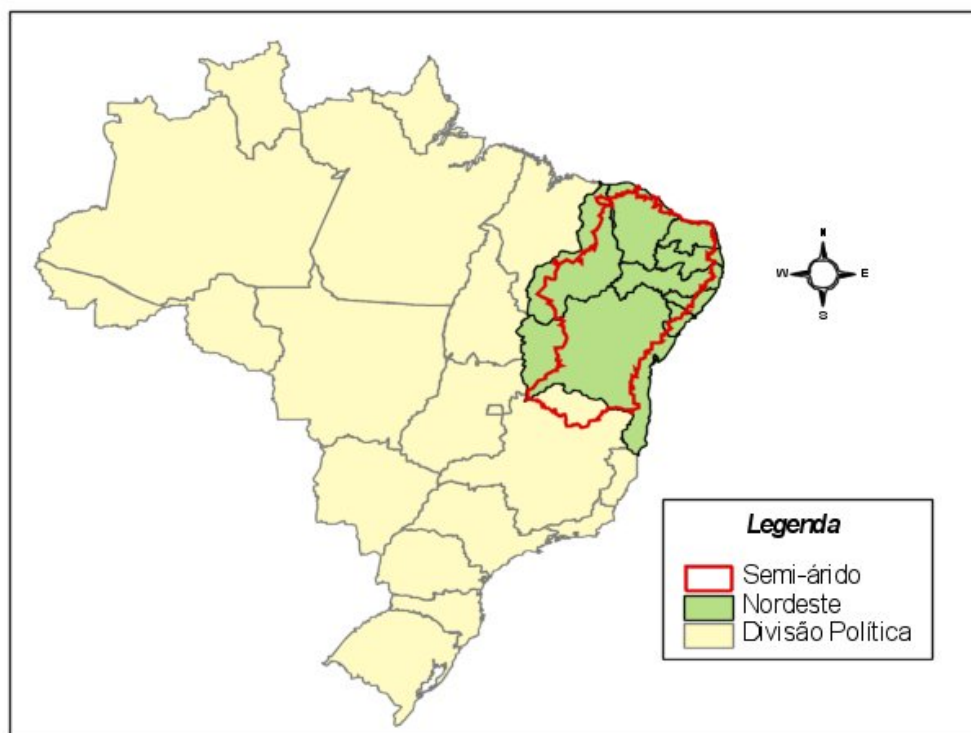 N
W E
S
Legenda
Semi-árido
Nordeste
Divisão Política